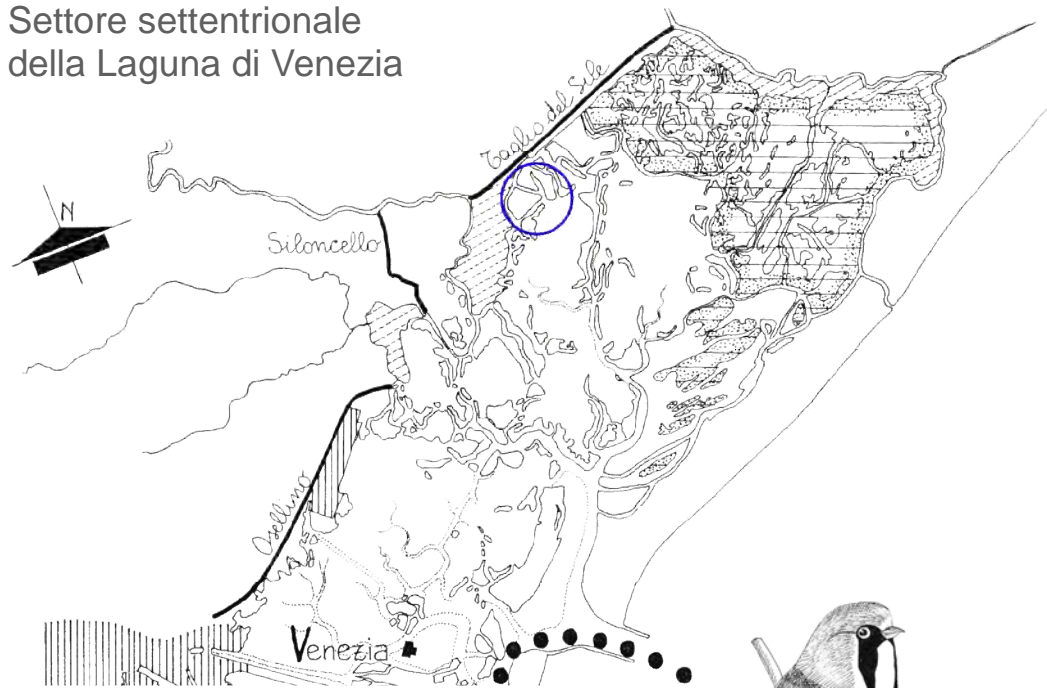 Settore settentrionale
della Laguna di Venezia
Taglio del Sile
N
Siloncello
Osellino
Venezia